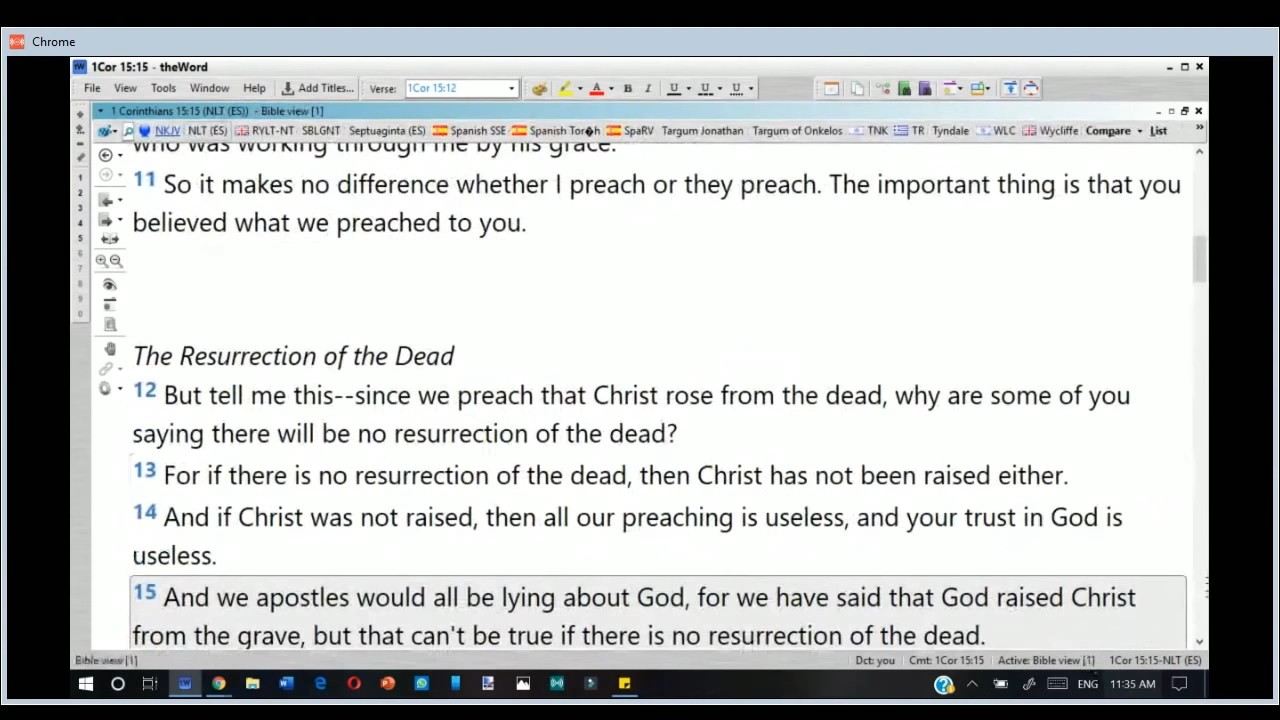 Chrome
1Cor 15:15 - theWord
File View Tools Window Help Add Titles... Verse: 1Cor 15:12
1 Corinthians 15:15 (NLT (ES)) - Bible view [1]
NKJV NLT (ES) RYLT-NT SBLGNT Septuaginta (ES) Spanish SSE Spanish Tor�h SpaRV Targum Jonathan Targum of Onkelos TNK TR Tyndale WLC Wycliffe Compare List
who was working through me by his grace.
11 So it makes no difference whether I preach or they preach. The important thing is that you
believed what we preached to you.
The Resurrection of the Dead
12 But tell me this--since we preach that Christ rose from the dead, why are some of you
saying there will be no resurrection of the dead?
13 For if there is no resurrection of the dead, then Christ has not been raised either.
14 And if Christ was not raised, then all our preaching is useless, and your trust in God is
useless.
15 And we apostles would all be lying about God, for we have said that God raised Christ
from the grave, but that can't be true if there is no resurrection of the dead.
Bible view [1] Dct: you Cmt: 1Cor 15:15 Active: Bible view [1] 1Cor 15:15-NLT (ES)
ENG 11:35 AM